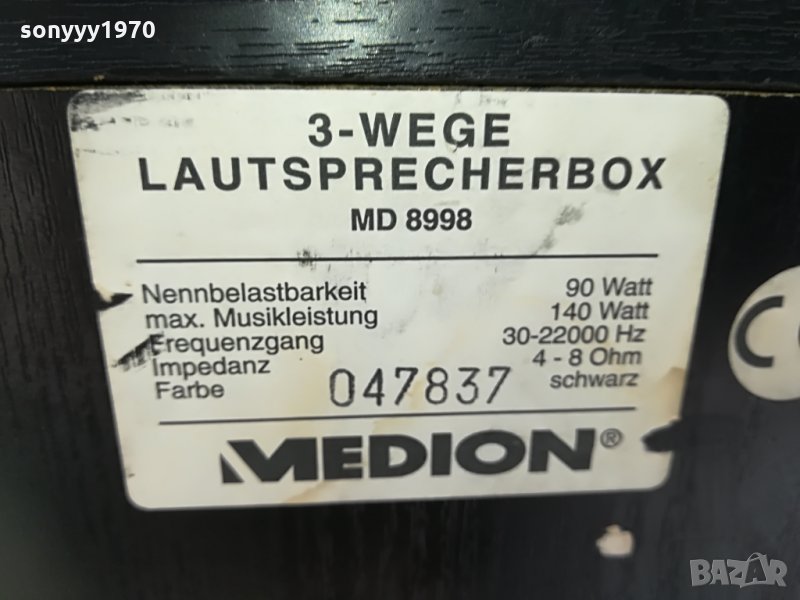 sonyyy1970
3-WEGE
LAUTSPRECHERBOX
MD 8998
Nennbelastbarkeit 90 Watt
max. Musikleistung 140 Watt
Frequenzgang 30-22000 Hz
Impedanz 4 - 8 Ohm
Farbe 047837 schwarz
MEDION®
BAZAR